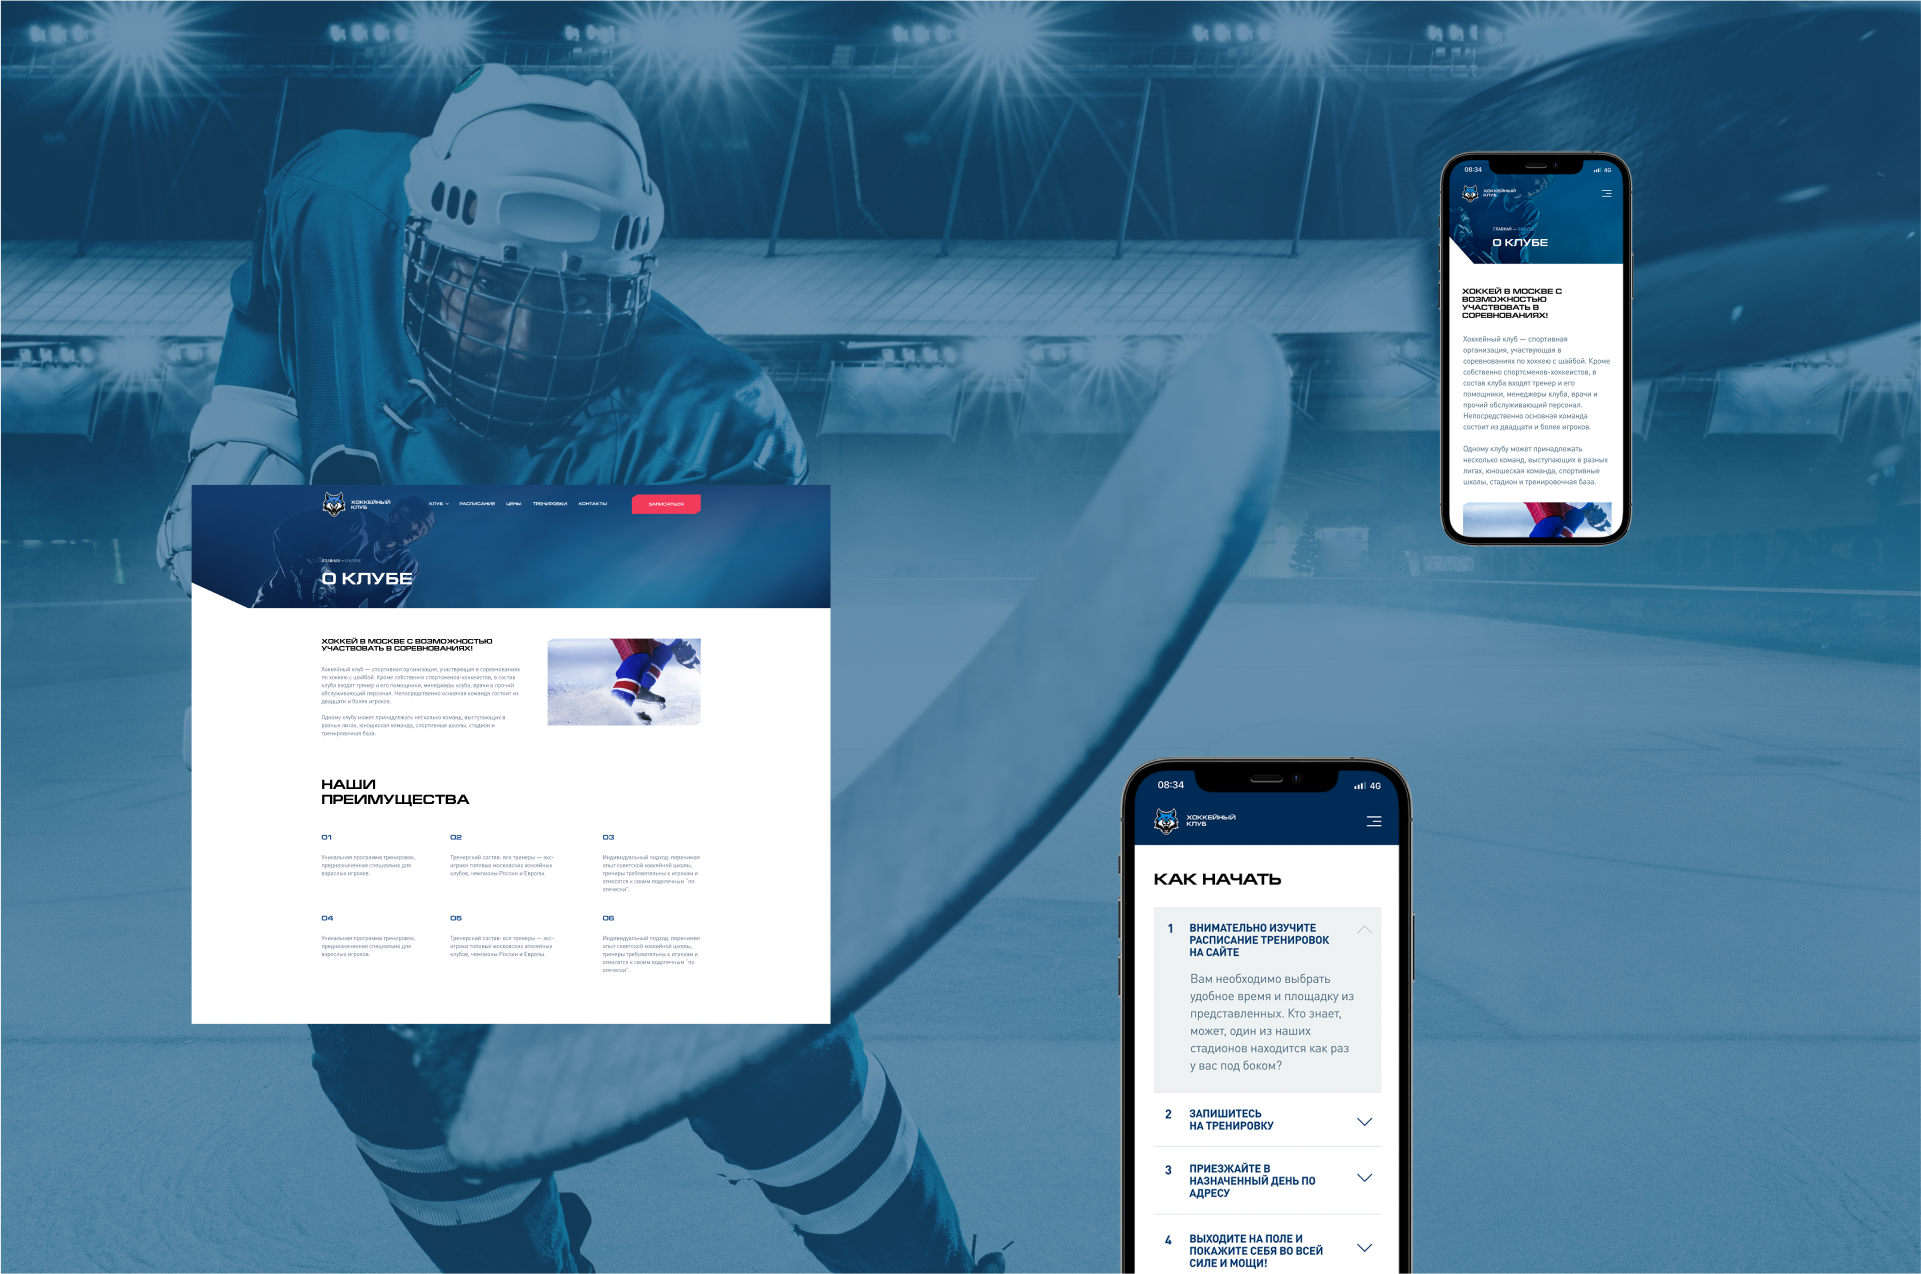 ХОККЕЙНЫЙ
КЛУБ
КЛУБ
РАСПИСАНИЕ
ЦЕНЫ
ТРЕНИРОВКИ
КОНТАКТЫ
ЗАПИСАТЬСЯ
ГЛАВНАЯ — О КЛУБЕ
О КЛУБЕ
ХОККЕЙ В МОСКВЕ С ВОЗМОЖНОСТЬЮ
УЧАСТВОВАТЬ В СОРЕВНОВАНИЯХ!
Хоккейный клуб — спортивная организация, участвующая в соревнованиях
по хоккею с шайбой. Кроме собственно спортсменов-хоккеистов, в состав
клуба входят тренер и его помощники, менеджеры клуба, врачи и прочий
обслуживающий персонал. Непосредственно основная команда состоит из
двадцати и более игроков.
Одному клубу может принадлежать несколько команд, выступающих в
разных лигах, юношеская команда, спортивные школы, стадион и
тренировочная база.
НАШИ
ПРЕИМУЩЕСТВА
01
Уникальная программа тренировок,
предназначенная специально для
взрослых игроков.
02
Тренерский состав: все тренеры — экс-
игроки топовых московских хоккейных
клубов, чемпионы России и Европы.
03
Индивидуальный подход: перенимая
опыт советской хоккейной школы,
тренеры требовательны к игрокам и
относятся к своим подопечным "по
отечески".
04
Уникальная программа тренировок,
предназначенная специально для
взрослых игроков.
05
Тренерский состав: все тренеры — экс-
игроки топовых московских хоккейных
клубов, чемпионы России и Европы.
06
Индивидуальный подход: перенимая
опыт советской хоккейной школы,
тренеры требовательны к игрокам и
относятся к своим подопечным "по
отечески".
08:34
4G
ХОККЕЙНЫЙ
КЛУБ
ГЛАВНАЯ —
О КЛУБЕ
ХОККЕЙ В МОСКВЕ С
ВОЗМОЖНОСТЬЮ
УЧАСТВОВАТЬ В
СОРЕВНОВАНИЯХ!
Хоккейный клуб — спортивная
организация, участвующая в
соревнованиях по хоккею с шайбой. Кроме
собственно спортсменов-хоккеистов, в
состав клуба входят тренер и его
помощники, менеджеры клуба, врачи и
прочий обслуживающий персонал.
Непосредственно основная команда
состоит из двадцати и более игроков.
Одному клубу может принадлежать
несколько команд, выступающих в разных
лигах, юношеская команда, спортивные
школы, стадион и тренировочная база.
08:34
4G
ХОККЕЙНЫЙ
КЛУБ
КАК НАЧАТЬ
1 ВНИМАТЕЛЬНО ИЗУЧИТЕ
РАСПИСАНИЕ ТРЕНИРОВОК
НА САЙТЕ
Вам необходимо выбрать
удобное время и площадку из
представленных. Кто знает,
может, один из наших
стадионов находится как раз
у вас под боком?
2 ЗАПИШИТЕСЬ
НА ТРЕНИРОВКУ
3 ПРИЕЗЖАЙТЕ В
НАЗНАЧЕННЫЙ ДЕНЬ ПО
АДРЕСУ
4 ВЫХОДИТЕ НА ПОЛЕ И
ПОКАЖИТЕ СЕБЯ ВО ВСЕЙ
СИЛЕ И МОЩИ!